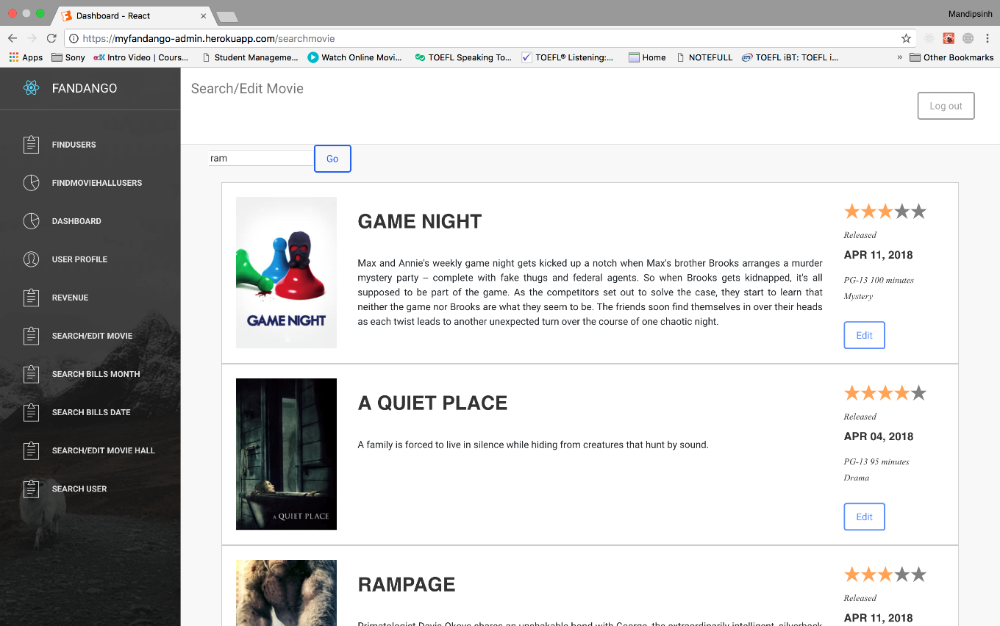 Dashboard - React
Mandipsinh
https://myfandango-admin.herokuapp.com/searchmovie
Apps Sony edX Intro Video | Cours... Student Manageme... Watch Online Movi... TOEFL Speaking To... TOEFL® Listening:... Home NOTEFULL ETS TOEFL iBT: TOEFL i... » Other Bookmarks
FANDANGO
FINDUSERS
FINDMOVIEHALLUSERS
DASHBOARD
USER PROFILE
REVENUE
SEARCH/EDIT MOVIE
SEARCH BILLS MONTH
SEARCH BILLS DATE
SEARCH/EDIT MOVIE HALL
SEARCH USER
Search/Edit Movie
Log out
ram Go
GAME NIGHT
GAME NIGHT
Max and Annie's weekly game night gets kicked up a notch when Max's brother Brooks arranges a murder
mystery party -- complete with fake thugs and federal agents. So when Brooks gets kidnapped, it's all
supposed to be part of the game. As the competitors set out to solve the case, they start to learn that
neither the game nor Brooks are what they seem to be. The friends soon find themselves in over their heads
as each twist leads to another unexpected turn over the course of one chaotic night.
Released
APR 11, 2018
PG-13 100 minutes
Mystery
Edit
A QUIET PLACE
A QUIET PLACE
A family is forced to live in silence while hiding from creatures that hunt by sound.
Released
APR 04, 2018
PG-13 95 minutes
Drama
Edit
RAMPAGE
Primatologist Davis Okoye shares an unshakable bond with George, the extraordinarily intelligent, silverback
Released
APR 11, 2018